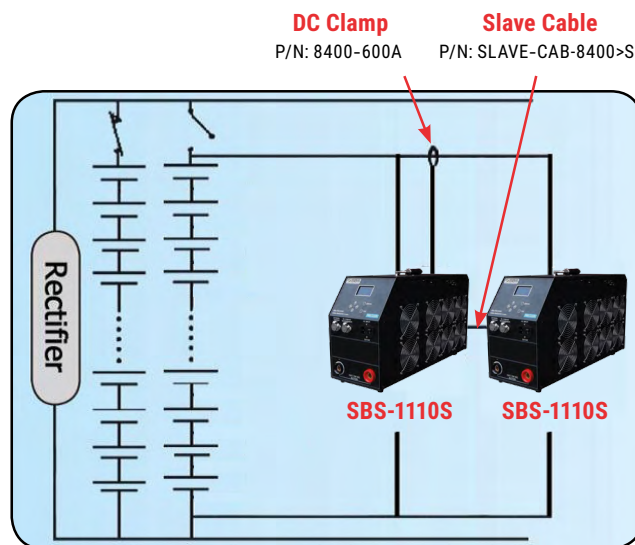 DC Clamp
P/N: 8400-600A
Slave Cable
P/N: SLAVE-CAB-8400>S
Rectifier
SBS-1110S
SBS-1110S